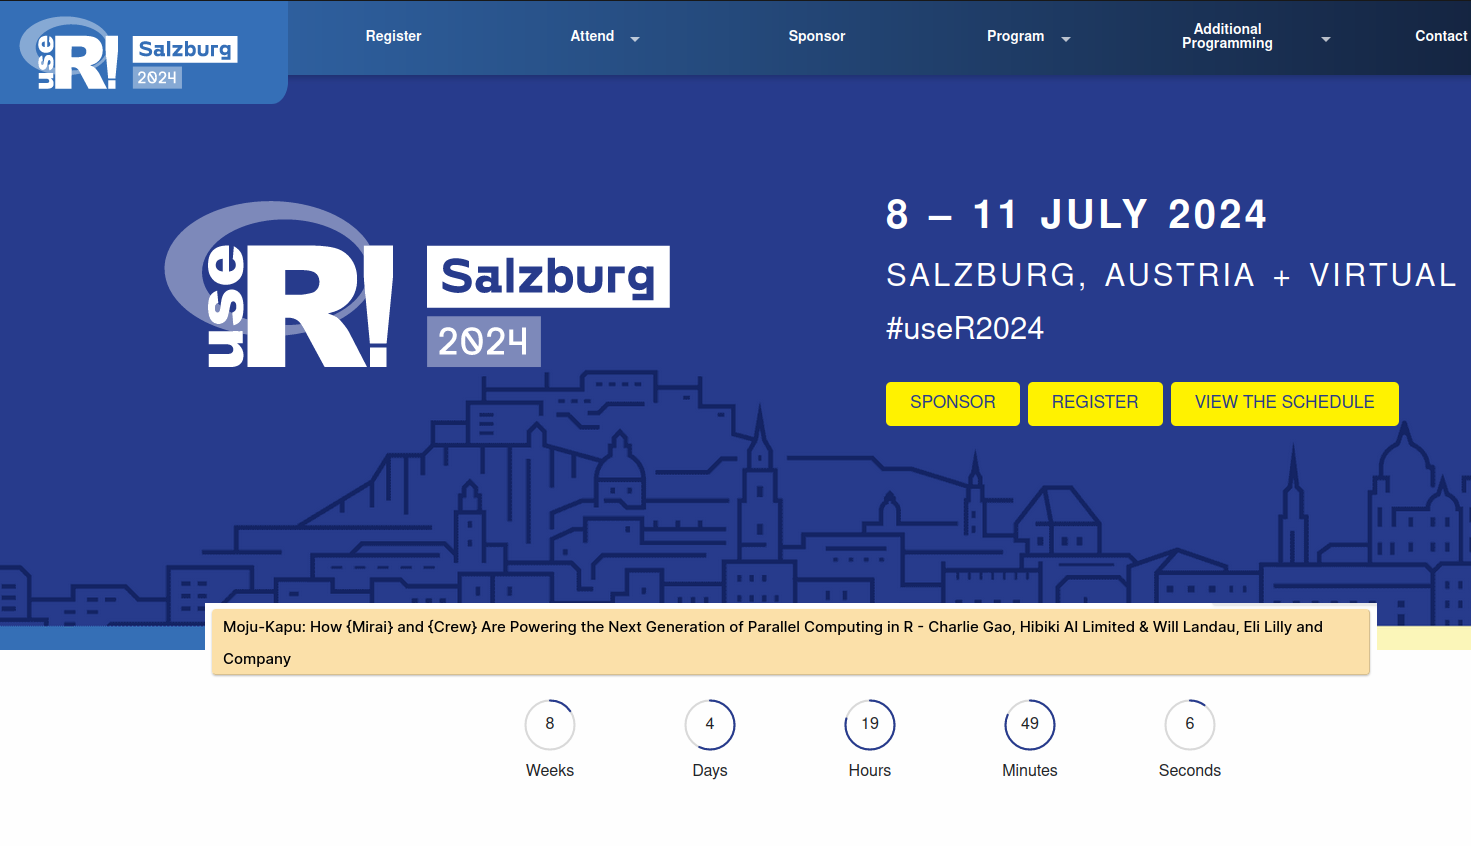 use R!
Salzburg
2024
Register
Attend
Sponsor
Program
Additional
Programming
Contact
use R!
Salzburg
2024
8 – 11 JULY 2024
SALZBURG, AUSTRIA + VIRTUAL
#useR2024
SPONSOR
REGISTER
VIEW THE SCHEDULE
Moju-Kapu: How {Mirai} and {Crew} Are Powering the Next Generation of Parallel Computing in R - Charlie Gao, Hibiki AI Limited & Will Landau, Eli Lilly and
Company
8
4
19
49
6
Weeks
Days
Hours
Minutes
Seconds